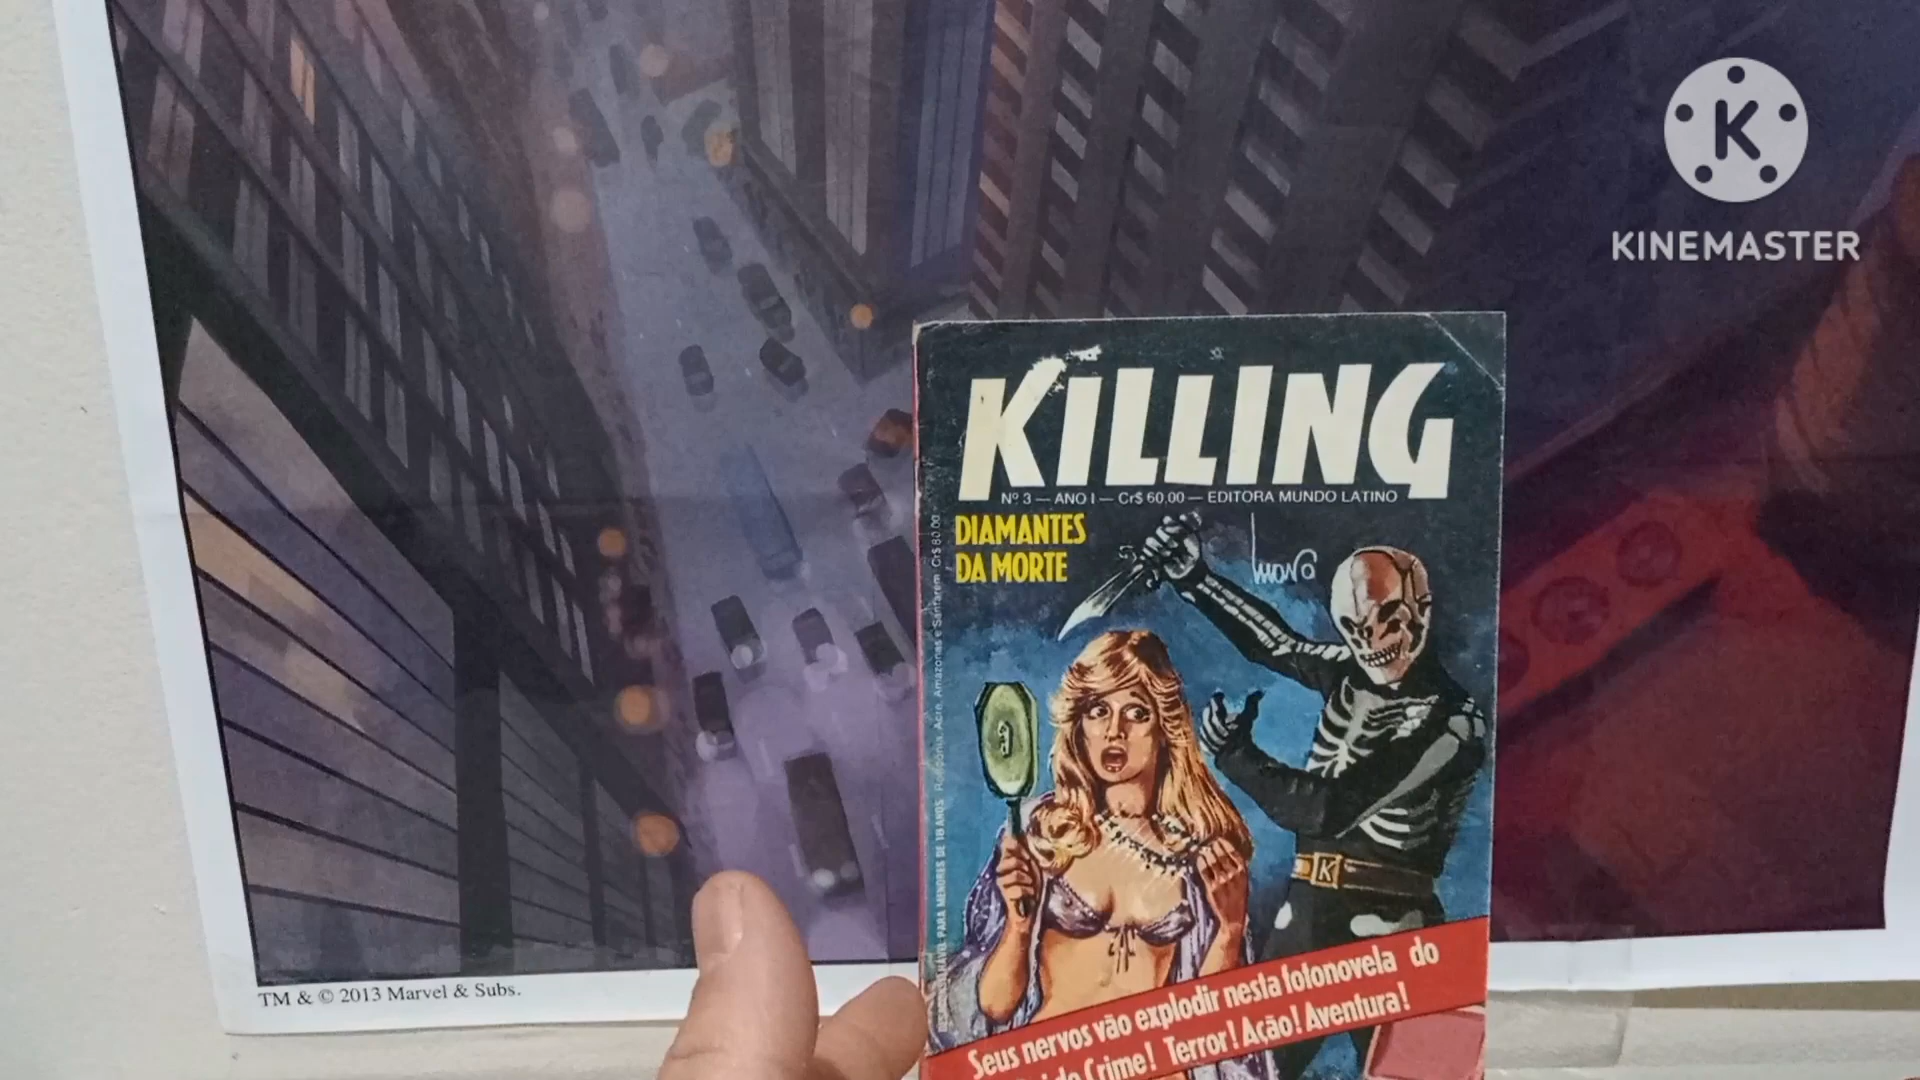 K
KINEMASTER
KILLING
Nº 3 — ANO I — Cr$ 60,00 — EDITORA MUNDO LATINO
DIAMANTES
DA MORTE
PARA MENORES DE 18 ANOS Rondônia, Acre, Amazonas e Santarém Cr$ 80,00
K
Seus nervos vão explodir nesta fotonovela do
Crime! Terror! Ação! Aventura!
TM & © 2013 Marvel & Subs.